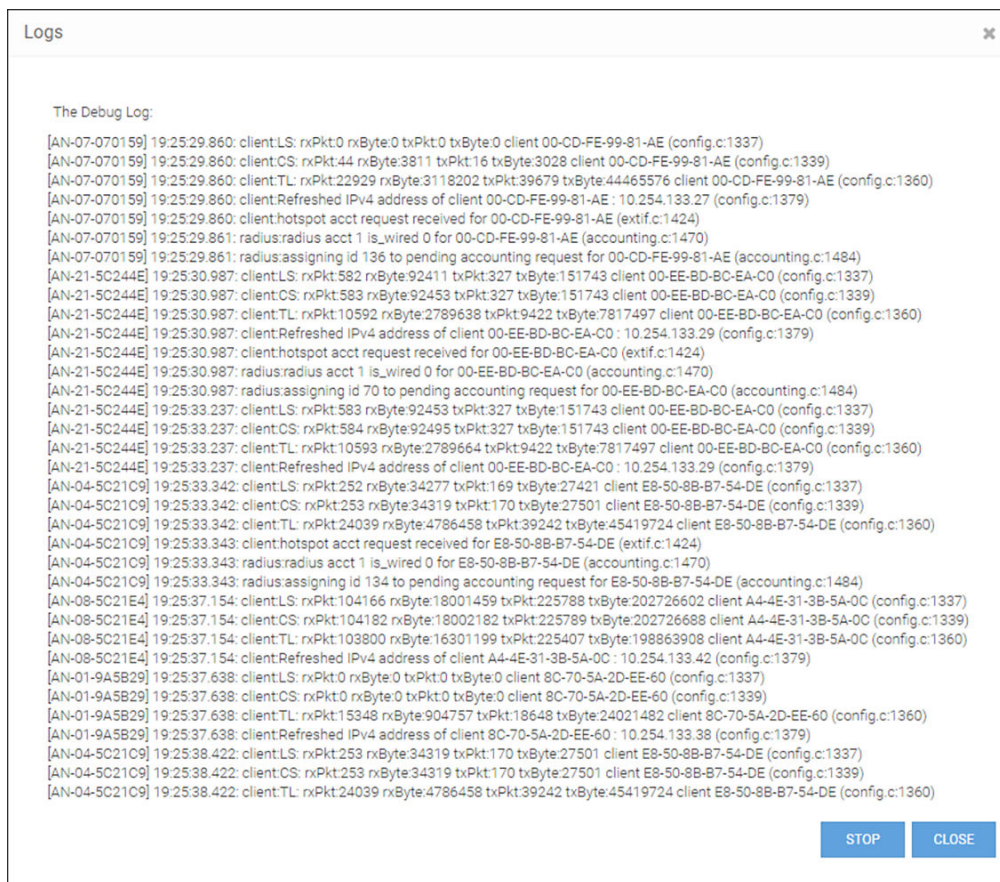 Logs
The Debug Log:
[AN-07-070159] 19:25:29.860: client:LS: rxPkt:0 rxByte:0 txPkt:0 txByte:0 client 00-CD-FE-99-81-AE (config.c:1337)
[AN-07-070159] 19:25:29.860: client:CS: rxPkt:44 rxByte:3811 txPkt:16 txByte:3028 client 00-CD-FE-99-81-AE (config.c:1339)
[AN-07-070159] 19:25:29.860: client:TL: rxPkt:22929 rxByte:3118202 txPkt:39679 txByte:44465576 client 00-CD-FE-99-81-AE (config.c:1360)
[AN-07-070159] 19:25:29.860: client:Refreshed IPv4 address of client 00-CD-FE-99-81-AE : 10.254.133.27 (config.c:1379)
[AN-07-070159] 19:25:29.860: client:hotspot acct request received for 00-CD-FE-99-81-AE (extif.c:1424)
[AN-07-070159] 19:25:29.861: radius:radius acct 1 is_wired 0 for 00-CD-FE-99-81-AE (accounting.c:1470)
[AN-07-070159] 19:25:29.861: radius:assigning id 136 to pending accounting request for 00-CD-FE-99-81-AE (accounting.c:1484)
[AN-21-5C244E] 19:25:30.987: client:LS: rxPkt:582 rxByte:92411 txPkt:327 txByte:151743 client 00-EE-BD-BC-EA-C0 (config.c:1337)
[AN-21-5C244E] 19:25:30.987: client:CS: rxPkt:583 rxByte:92453 txPkt:327 txByte:151743 client 00-EE-BD-BC-EA-C0 (config.c:1339)
[AN-21-5C244E] 19:25:30.987: client:TL: rxPkt:10592 rxByte:2789638 txPkt:9422 txByte:7817497 client 00-EE-BD-BC-EA-C0 (config.c:1360)
[AN-21-5C244E] 19:25:30.987: client:Refreshed IPv4 address of client 00-EE-BD-BC-EA-C0 : 10.254.133.29 (config.c:1379)
[AN-21-5C244E] 19:25:30.987: client:hotspot acct request received for 00-EE-BD-BC-EA-C0 (extif.c:1424)
[AN-21-5C244E] 19:25:30.987: radius:radius acct 1 is_wired 0 for 00-EE-BD-BC-EA-C0 (accounting.c:1470)
[AN-21-5C244E] 19:25:30.987: radius:assigning id 70 to pending accounting request for 00-EE-BD-BC-EA-C0 (accounting.c:1484)
[AN-21-5C244E] 19:25:33.237: client:LS: rxPkt:583 rxByte:92453 txPkt:327 txByte:151743 client 00-EE-BD-BC-EA-C0 (config.c:1337)
[AN-21-5C244E] 19:25:33.237: client:CS: rxPkt:584 rxByte:92495 txPkt:327 txByte:151743 client 00-EE-BD-BC-EA-C0 (config.c:1339)
[AN-21-5C244E] 19:25:33.237: client:TL: rxPkt:10593 rxByte:2789664 txPkt:9422 txByte:7817497 client 00-EE-BD-BC-EA-C0 (config.c:1360)
[AN-21-5C244E] 19:25:33.237: client:Refreshed IPv4 address of client 00-EE-BD-BC-EA-C0 : 10.254.133.29 (config.c:1379)
[AN-04-5C21C9] 19:25:33.342: client:LS: rxPkt:252 rxByte:34277 txPkt:169 txByte:27421 client E8-50-8B-B7-54-DE (config.c:1337)
[AN-04-5C21C9] 19:25:33.342: client:CS: rxPkt:253 rxByte:34319 txPkt:170 txByte:27501 client E8-50-8B-B7-54-DE (config.c:1339)
[AN-04-5C21C9] 19:25:33.342: client:TL: rxPkt:24039 rxByte:4786458 txPkt:39242 txByte:45419724 client E8-50-8B-B7-54-DE (config.c:1360)
[AN-04-5C21C9] 19:25:33.343: client:hotspot acct request received for E8-50-8B-B7-54-DE (extif.c:1424)
[AN-04-5C21C9] 19:25:33.343: radius:radius acct 1 is_wired 0 for E8-50-8B-B7-54-DE (accounting.c:1470)
[AN-04-5C21C9] 19:25:33.343: radius:assigning id 134 to pending accounting request for E8-50-8B-B7-54-DE (accounting.c:1484)
[AN-08-5C21E4] 19:25:37.154: client:LS: rxPkt:104166 rxByte:18001459 txPkt:225788 txByte:202726602 client A4-4E-31-3B-5A-0C (config.c:1337)
[AN-08-5C21E4] 19:25:37.154: client:CS: rxPkt:104182 rxByte:18002182 txPkt:225789 txByte:202726688 client A4-4E-31-3B-5A-0C (config.c:1339)
[AN-08-5C21E4] 19:25:37.154: client:TL: rxPkt:103800 rxByte:16301199 txPkt:225407 txByte:198863908 client A4-4E-31-3B-5A-0C (config.c:1360)
[AN-08-5C21E4] 19:25:37.154: client:Refreshed IPv4 address of client A4-4E-31-3B-5A-0C : 10.254.133.42 (config.c:1379)
[AN-01-9A5B29] 19:25:37.638: client:LS: rxPkt:0 rxByte:0 txPkt:0 txByte:0 client 8C-70-5A-2D-EE-60 (config.c:1337)
[AN-01-9A5B29] 19:25:37.638: client:CS: rxPkt:0 rxByte:0 txPkt:0 txByte:0 client 8C-70-5A-2D-EE-60 (config.c:1339)
[AN-01-9A5B29] 19:25:37.638: client:TL: rxPkt:15348 rxByte:904757 txPkt:18648 txByte:24021482 client 8C-70-5A-2D-EE-60 (config.c:1360)
[AN-01-9A5B29] 19:25:37.638: client:Refreshed IPv4 address of client 8C-70-5A-2D-EE-60 : 10.254.133.38 (config.c:1379)
[AN-04-5C21C9] 19:25:38.422: client:LS: rxPkt:253 rxByte:34319 txPkt:170 txByte:27501 client E8-50-8B-B7-54-DE (config.c:1337)
[AN-04-5C21C9] 19:25:38.422: client:CS: rxPkt:253 rxByte:34319 txPkt:170 txByte:27501 client E8-50-8B-B7-54-DE (config.c:1339)
[AN-04-5C21C9] 19:25:38.422: client:TL: rxPkt:24039 rxByte:4786458 txPkt:39242 txByte:45419724 client E8-50-8B-B7-54-DE (config.c:1360)
STOP
CLOSE